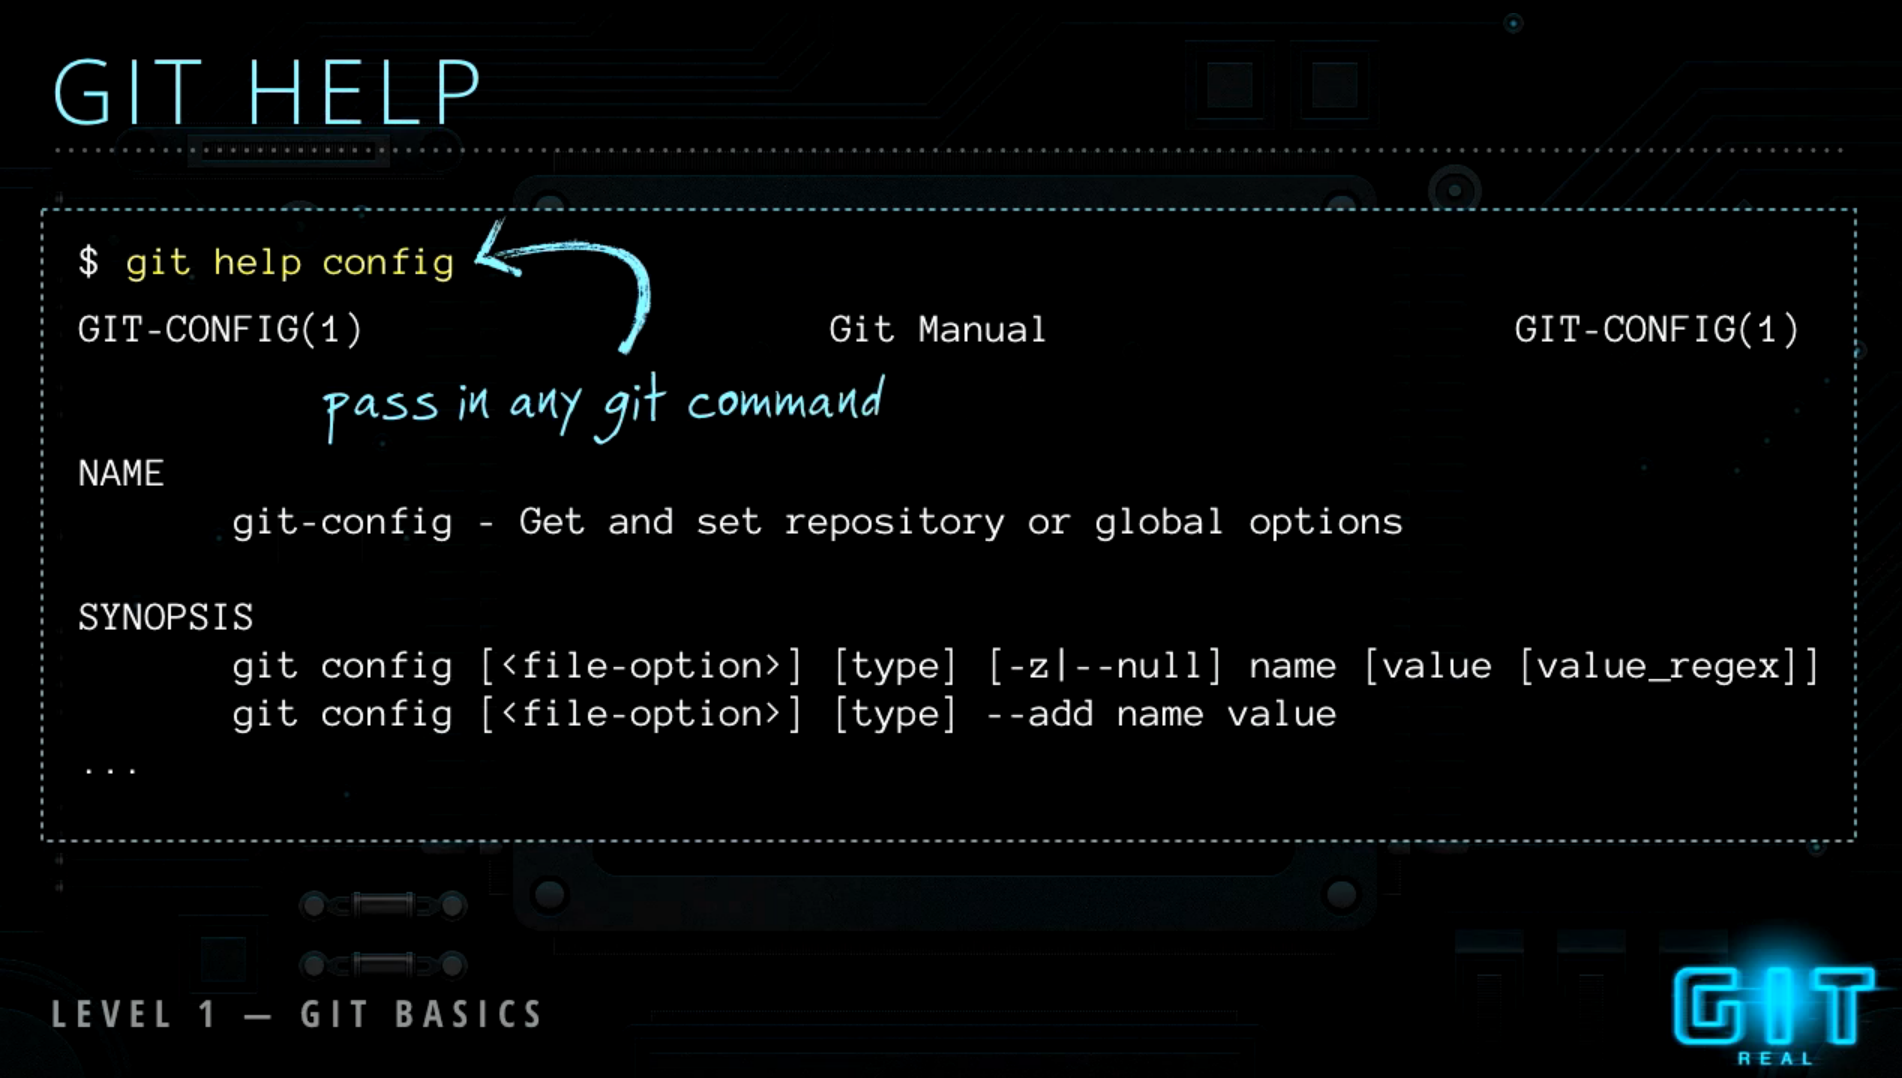 GIT HELP
$ git help config
GIT-CONFIG(1) Git Manual GIT-CONFIG(1)
pass in any git command
NAME
git-config - Get and set repository or global options
SYNOPSIS
git config [<file-option>] [type] [-z|--null] name [value [value_regex]]
git config [<file-option>] [type] --add name value
...
LEVEL 1 — GIT BASICS
GIT
REAL